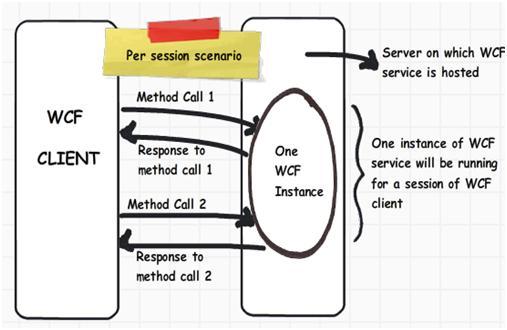 Per session scenario
Server on which WCF
service is hosted
WCF
CLIENT
Method Call 1
Response to
method call 1
Method Call 2
Response to
method call 2
One
WCF
Instance
One instance of WCF
service will be running
for a session of WCF
client